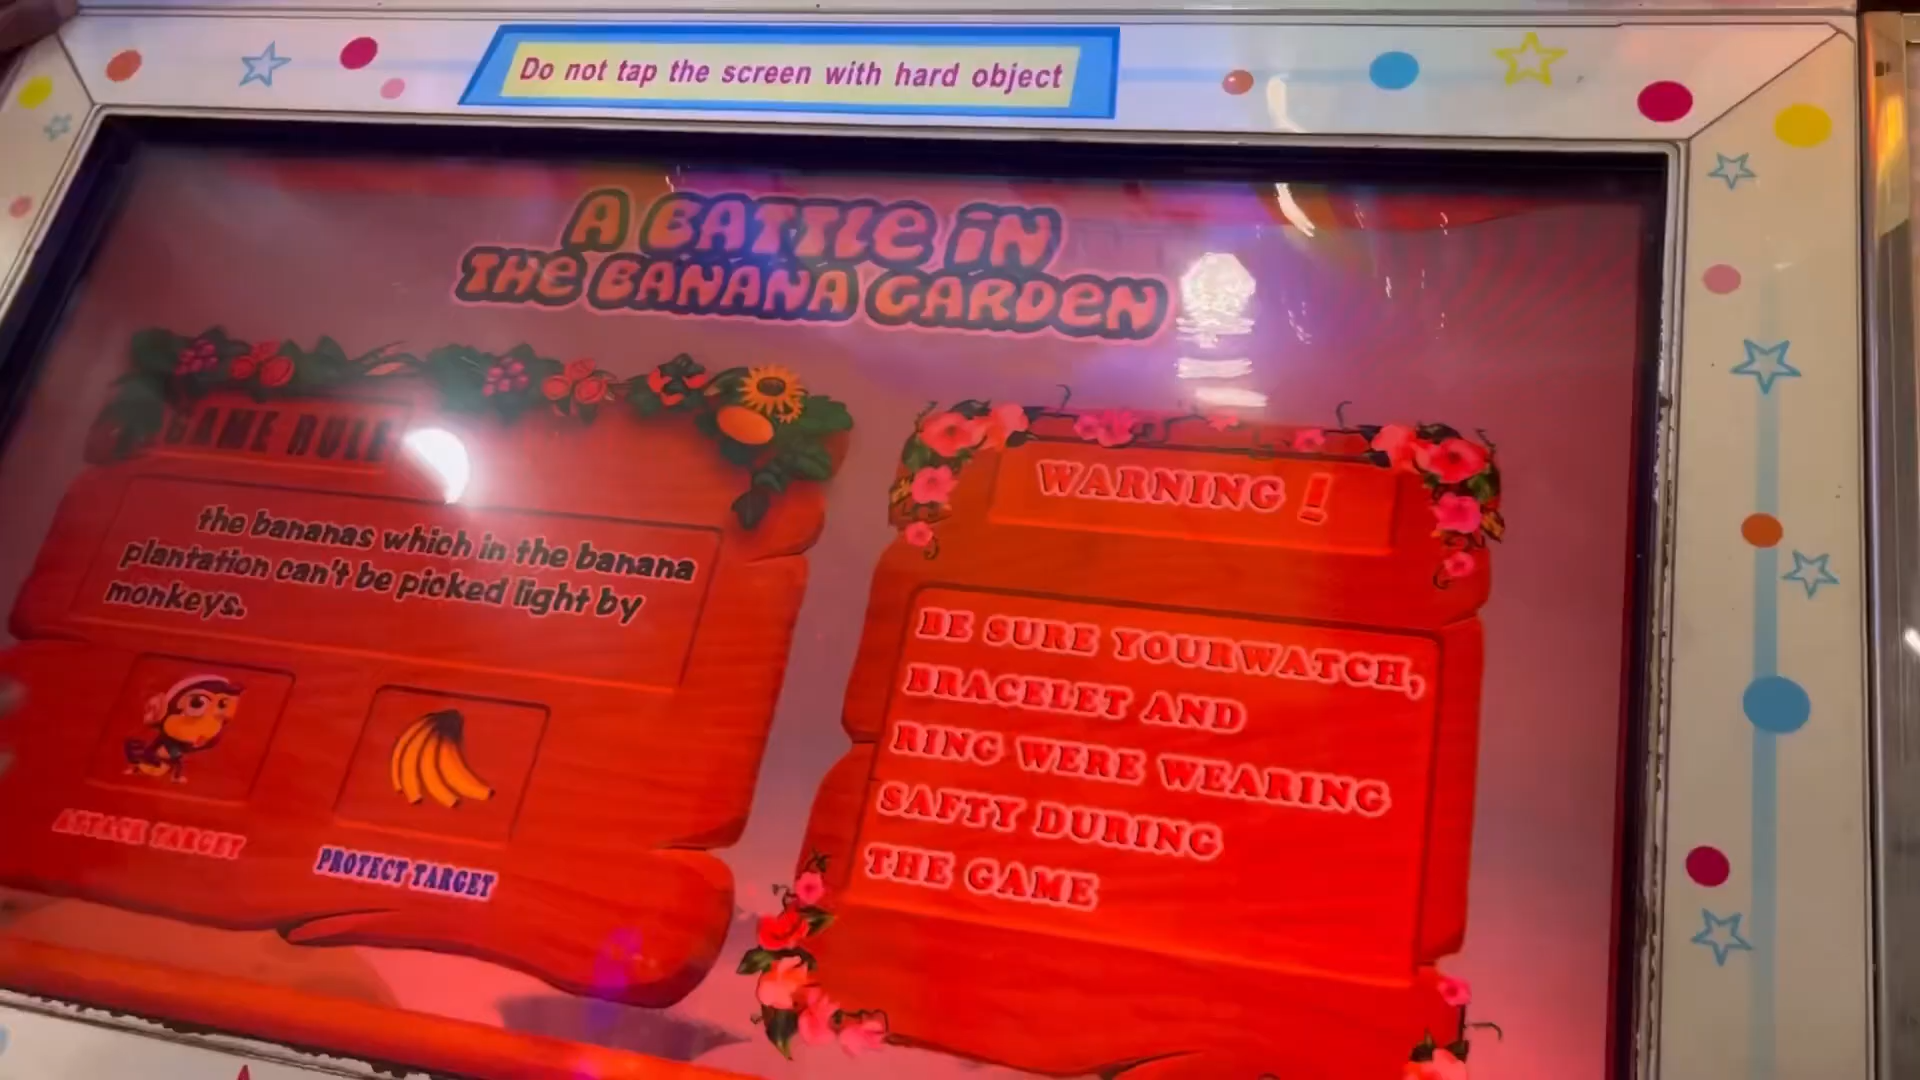 Do not tap the screen with hard object
A BATTLE IN
THE BANANA GARDEN
GAME RULE
the bananas which in the banana
plantation can't be picked light by
monkeys.
ATTACK TARGET
PROTECT TARGET
WARNING !
BE SURE YOURWATCH,
BRACELET AND
RING WERE WEARING
SAFTY DURING
THE GAME